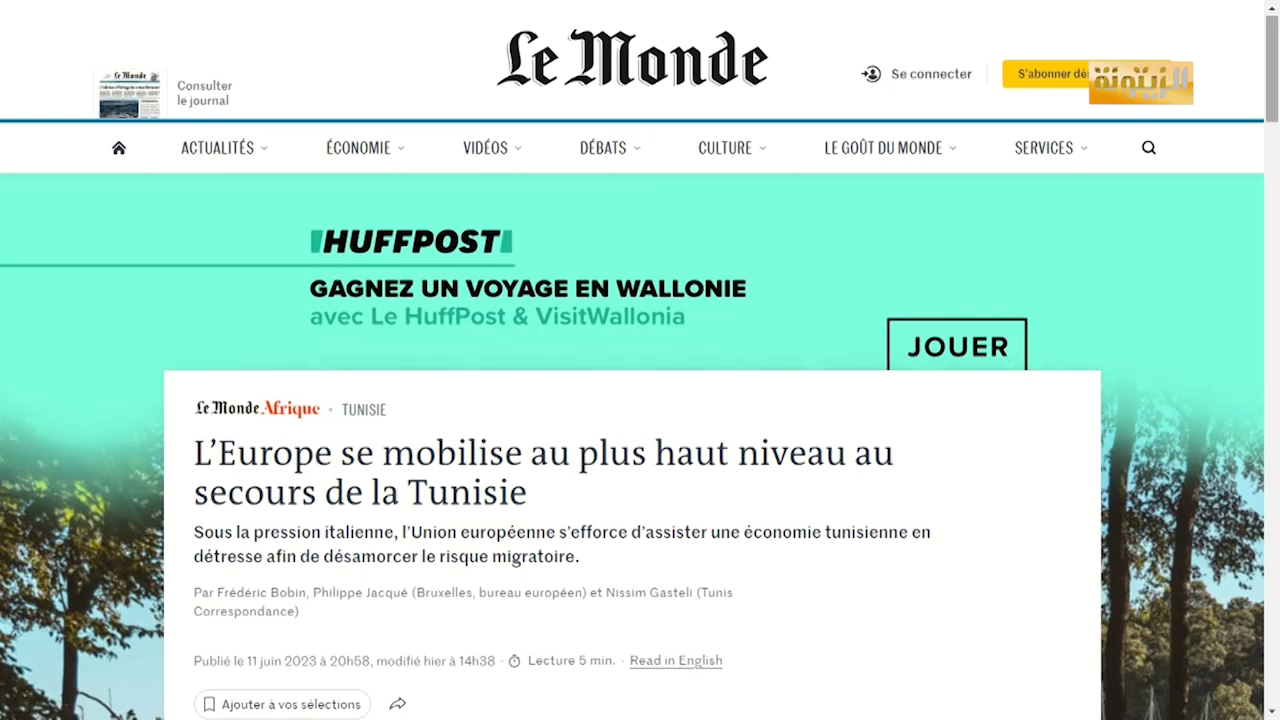 Le Monde
Consulter
le journal
Se connecter
S'abonner dè
الزيتونة
ACTUALITÉS
ÉCONOMIE
VIDÉOS
DÉBATS
CULTURE
LE GOÛT DU MONDE
SERVICES
HUFFPOST
GAGNEZ UN VOYAGE EN WALLONIE
avec Le HuffPost & VisitWallonia
JOUER
Le Monde Afrique • TUNISIE
L’Europe se mobilise au plus haut niveau au
secours de la Tunisie
Sous la pression italienne, l’Union européenne s’efforce d’assister une économie tunisienne en
détresse afin de désamorcer le risque migratoire.
Par Frédéric Bobin, Philippe Jacqué (Bruxelles, bureau européen) et Nissim Gasteli (Tunis
Correspondance)
Publié le 11 juin 2023 à 20h58, modifié hier à 14h38 · Lecture 5 min. · Read in English
Ajouter à vos sélections